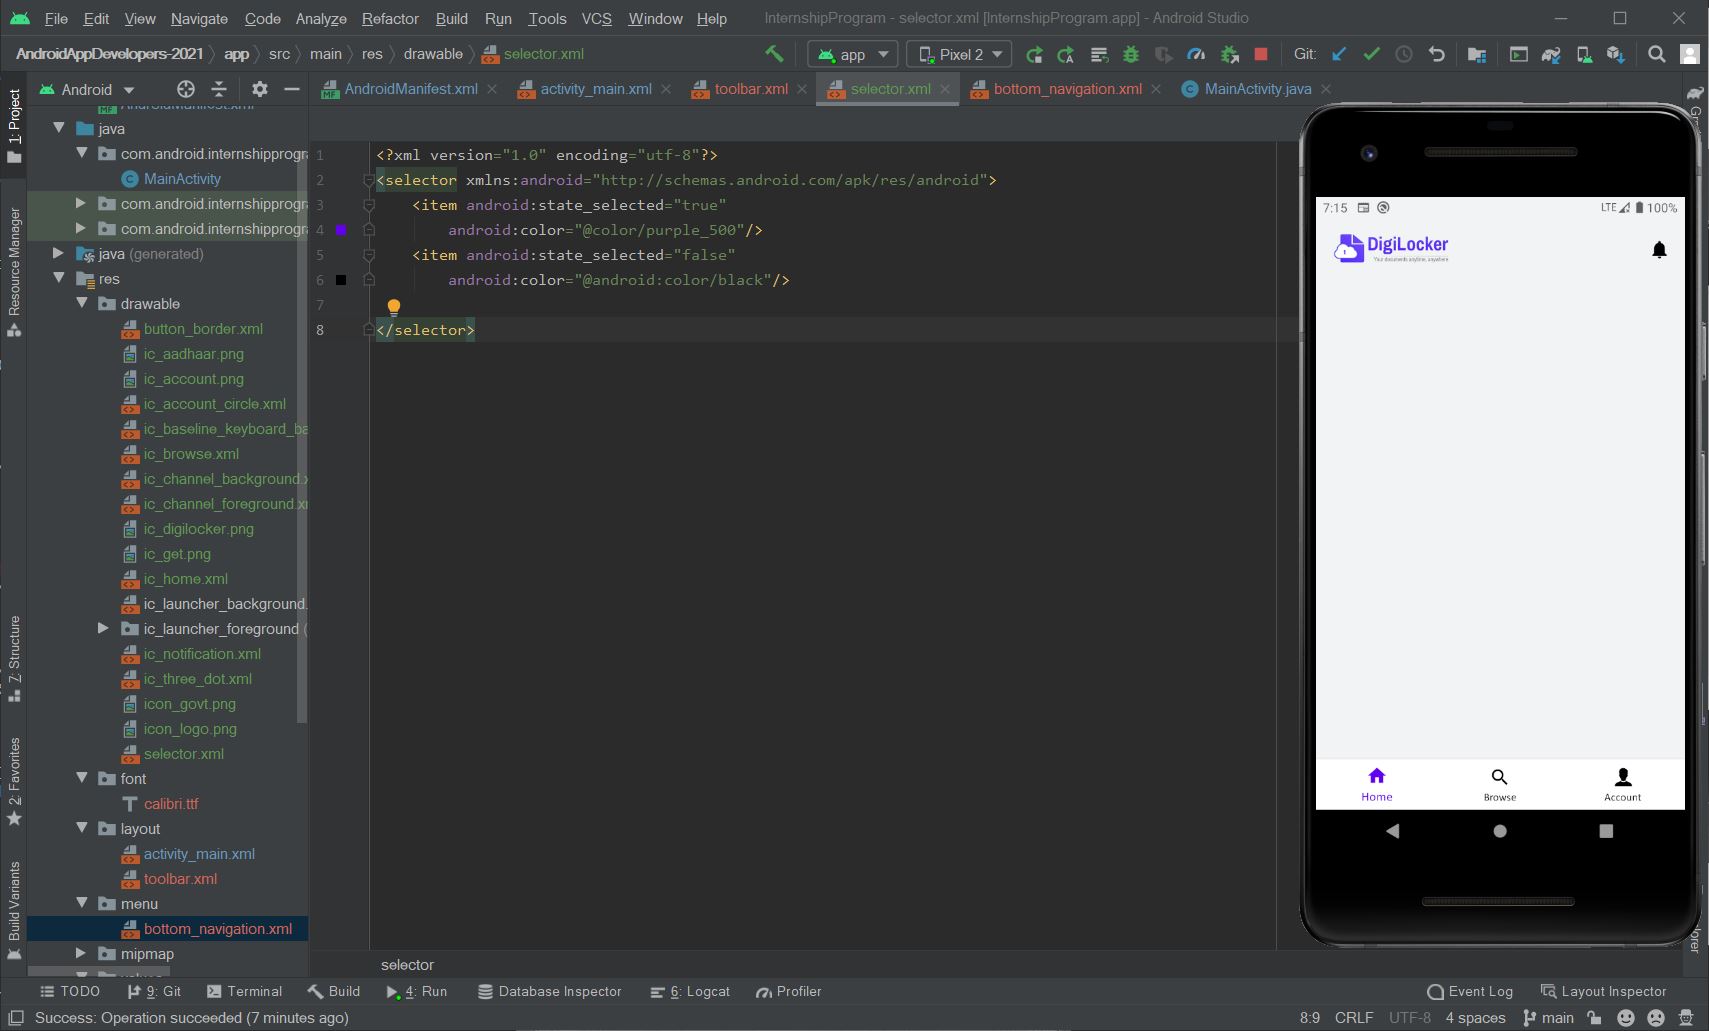 File Edit View Navigate Code Analyze Refactor Build Run Tools VCS Window Help InternshipProgram - selector.xml [InternshipProgram.app] - Android Studio
AndroidAppDevelopers-2021 app src main res drawable selector.xml app Pixel 2 Git:
Android AndroidManifest.xml activity_main.xml toolbar.xml selector.xml bottom_navigation.xml MainActivity.java
1: Project
Resource Manager
7: Structure
2: Favorites
Build Variants
AndroidManifest.xml
java
com.android.internshipprogra
MainActivity
com.android.internshipprogra
com.android.internshipprogra
java (generated)
res
drawable
button_border.xml
ic_aadhaar.png
ic_account.png
ic_account_circle.xml
ic_baseline_keyboard_ba
ic_browse.xml
ic_channel_background.x
ic_channel_foreground.xm
ic_digilocker.png
ic_get.png
ic_home.xml
ic_launcher_background.
ic_launcher_foreground (
ic_notification.xml
ic_three_dot.xml
icon_govt.png
icon_logo.png
selector.xml
font
calibri.ttf
layout
activity_main.xml
toolbar.xml
menu
bottom_navigation.xml
mipmap
values
1 <?xml version="1.0" encoding="utf-8"?>
2 <selector xmlns:android="http://schemas.android.com/apk/res/android">
3 <item android:state_selected="true"
4 android:color="@color/purple_500"/>
5 <item android:state_selected="false"
6 android:color="@android:color/black"/>
7
8 </selector>
selector
7:15 LTE 100%
DigiLocker
Your documents anytime, anywhere
Home Browse Account
TODO 9: Git Terminal Build 4: Run Database Inspector 6: Logcat Profiler Event Log Layout Inspector
Success: Operation succeeded (7 minutes ago) 8:9 CRLF UTF-8 4 spaces main